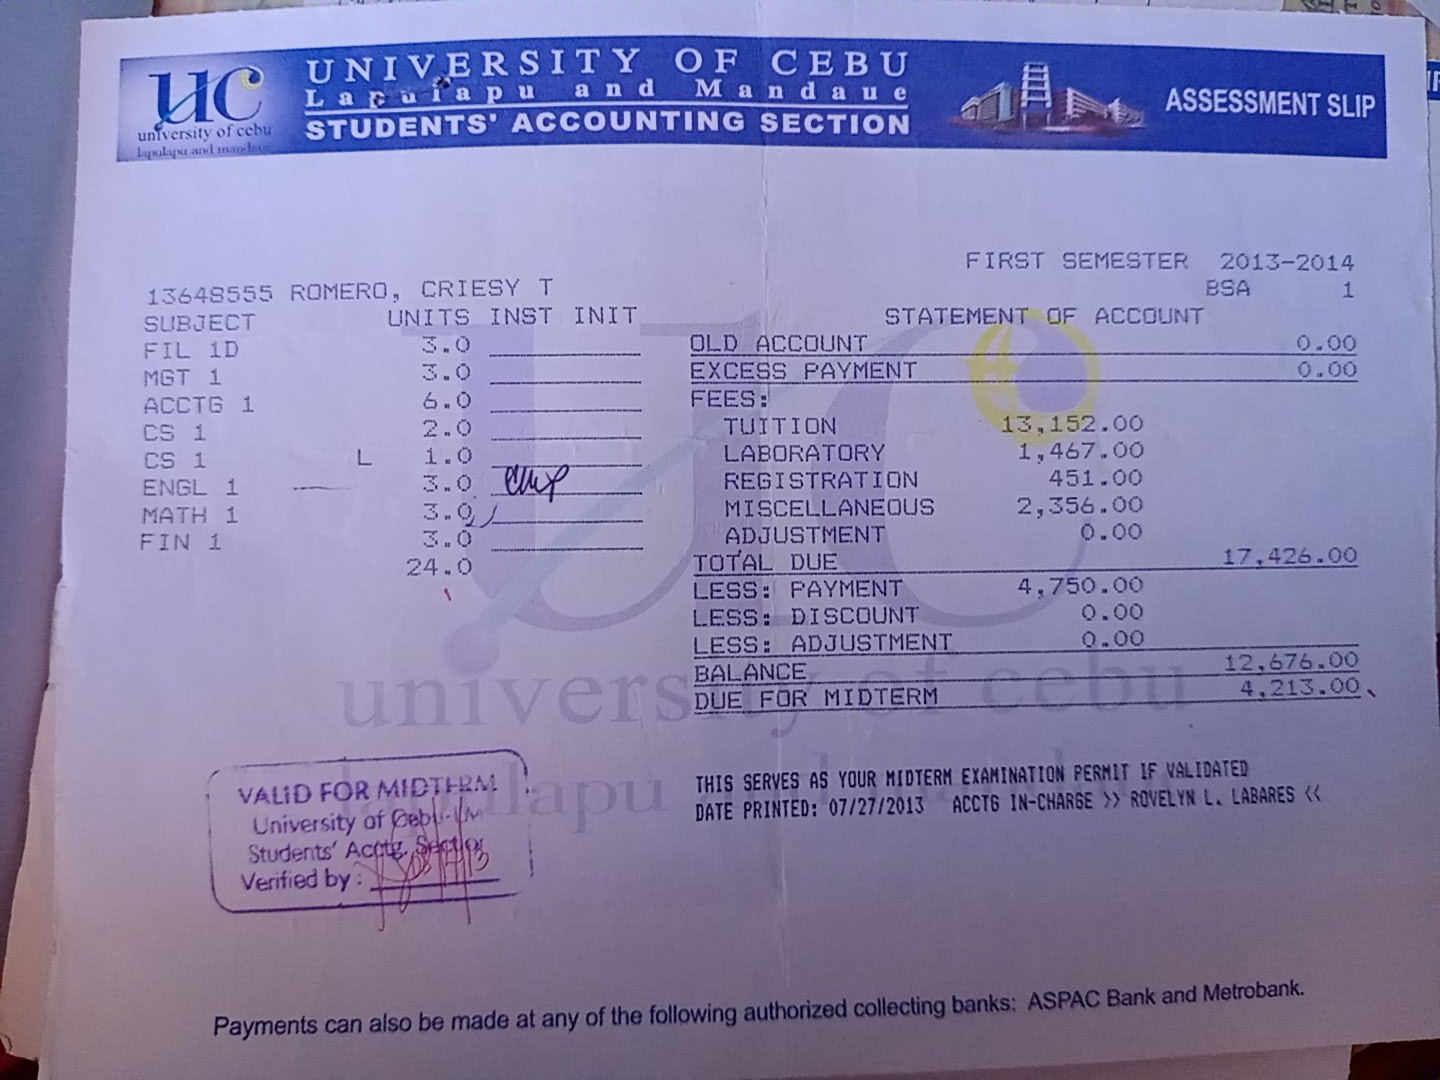 UC
university of cebu
lapulapu and mandaue
UNIVERSITY OF CEBU
Lapulapu and Mandaue
STUDENTS' ACCOUNTING SECTION
ASSESSMENT SLIP
FIRST SEMESTER 2013-2014
13648555 ROMERO, CRIESY T
BSA 1
SUBJECT UNITS INST INIT
FIL 1D 3.0
MGT 1 3.0
ACCTG 1 6.0
CS 1 2.0
CS 1 L 1.0
ENGL 1 3.0
MATH 1 3.0
FIN 1 3.0
24.0
STATEMENT OF ACCOUNT
OLD ACCOUNT 0.00
EXCESS PAYMENT 0.00
FEES:
TUITION 13,152.00
LABORATORY 1,467.00
REGISTRATION 451.00
MISCELLANEOUS 2,356.00
ADJUSTMENT 0.00
TOTAL DUE 17,426.00
LESS: PAYMENT 4,750.00
LESS: DISCOUNT 0.00
LESS: ADJUSTMENT 0.00
BALANCE 12,676.00
DUE FOR MIDTERM 4,213.00
university of cebu
lapulapu
VALID FOR MIDTERM
University of Cebu-LM
Students' Acctg. Section
Verified by:
THIS SERVES AS YOUR MIDTERM EXAMINATION PERMIT IF VALIDATED
DATE PRINTED: 07/27/2013 ACCTG IN-CHARGE >> ROVELYN L. LABARES <<
Payments can also be made at any of the following authorized collecting banks: ASPAC Bank and Metrobank.